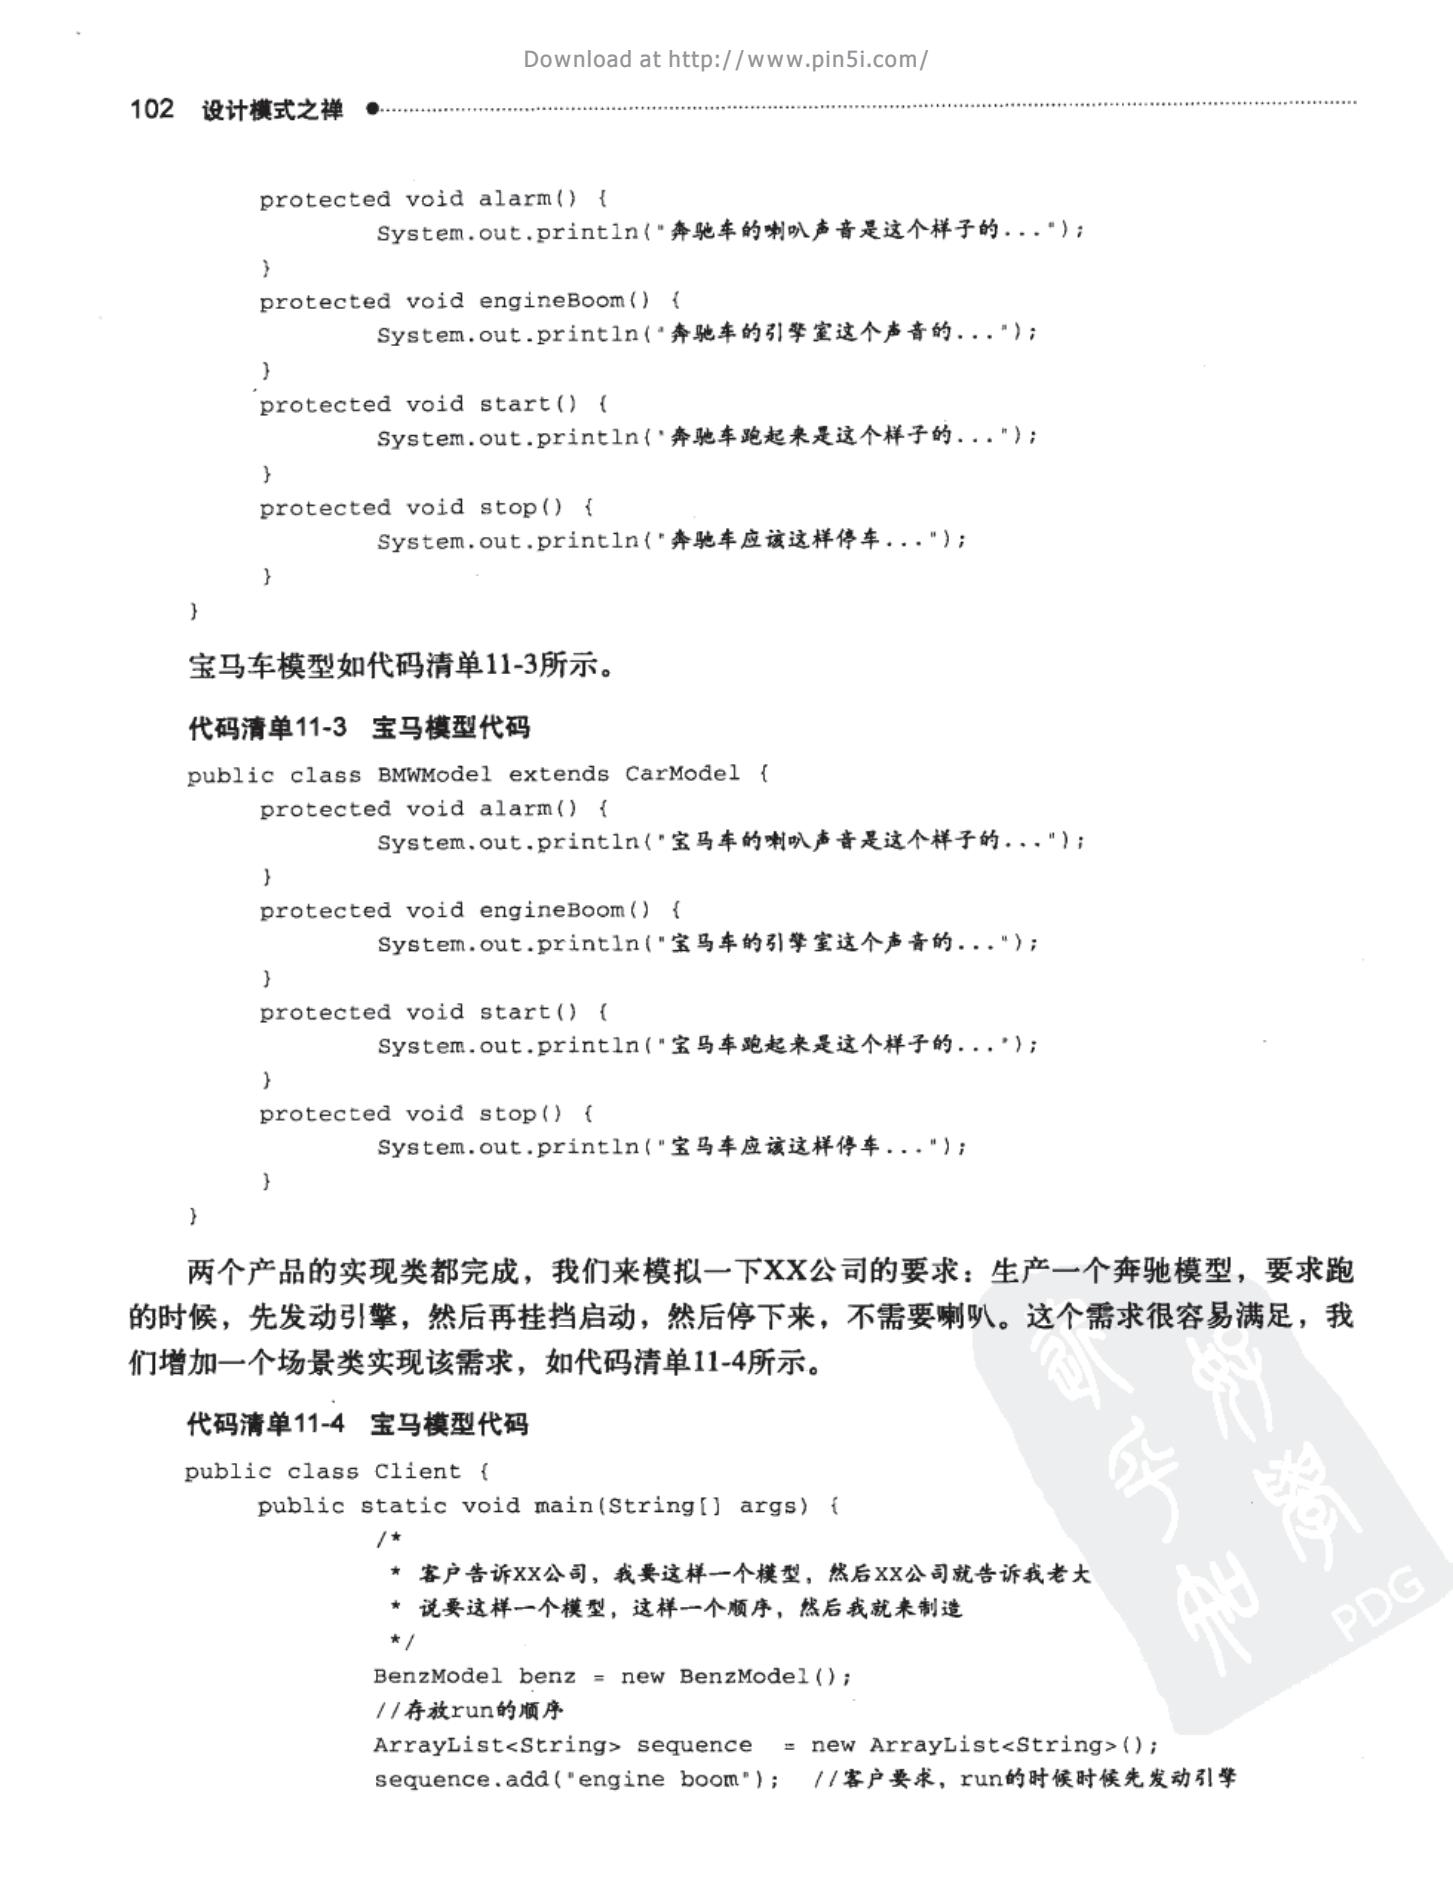 Download at http://www.pin5i.com/
102 设计模式之禅
protected void alarm() {
System.out.println("奔驰车的喇叭声音是这个样子的...");
}
protected void engineBoom() {
System.out.println("奔驰车的引擎室这个声音的...");
}
protected void start() {
System.out.println("奔驰车跑起来是这个样子的...");
}
protected void stop() {
System.out.println("奔驰车应该这样停车...");
}
}
宝马车模型如代码清单11-3所示。
代码清单11-3 宝马模型代码
public class BMWModel extends CarModel {
protected void alarm() {
System.out.println("宝马车的喇叭声音是这个样子的...");
}
protected void engineBoom() {
System.out.println("宝马车的引擎室这个声音的...");
}
protected void start() {
System.out.println("宝马车跑起来是这个样子的...");
}
protected void stop() {
System.out.println("宝马车应该这样停车...");
}
}
两个产品的实现类都完成，我们来模拟一下XX公司的要求：生产一个奔驰模型，要求跑
的时候，先发动引擎，然后再挂挡启动，然后停下来，不需要喇叭。这个需求很容易满足，我
们增加一个场景类实现该需求，如代码清单11-4所示。
代码清单11-4 宝马模型代码
public class Client {
public static void main(String[] args) {
/*
* 客户告诉XX公司，我要这样一个模型，然后XX公司就告诉我老大
* 说要这样一个模型，这样一个顺序，然后我就来制造
*/
BenzModel benz = new BenzModel();
//存放run的顺序
ArrayList<String> sequence = new ArrayList<String>();
sequence.add("engine boom"); //客户要求，run的时候时候先发动引擎
PDG